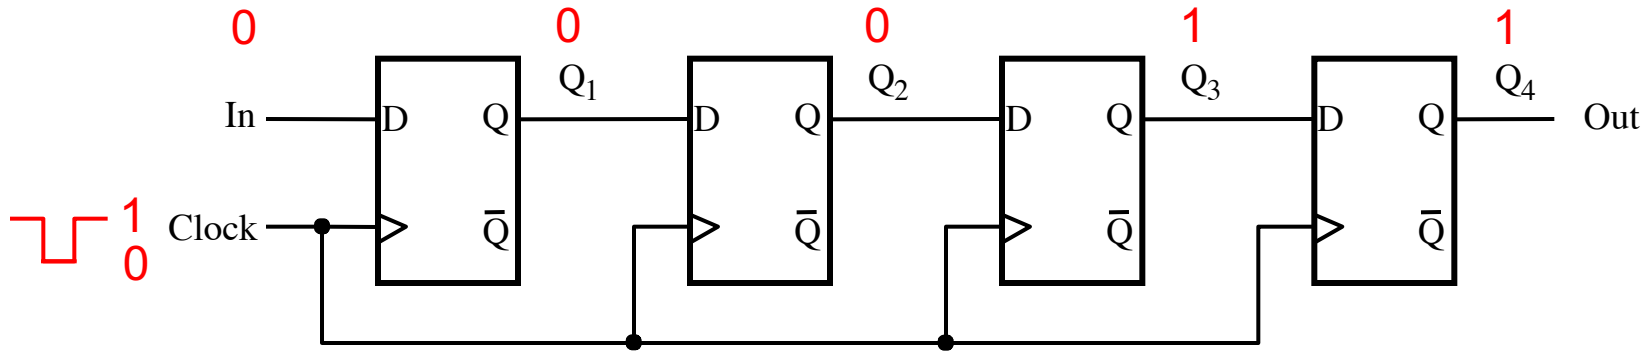 0 0 0 1 1
Q1 Q2 Q3 Q4
In D Q D Q D Q D Q Out
1
Clock Q̅ Q̅ Q̅ Q̅
0